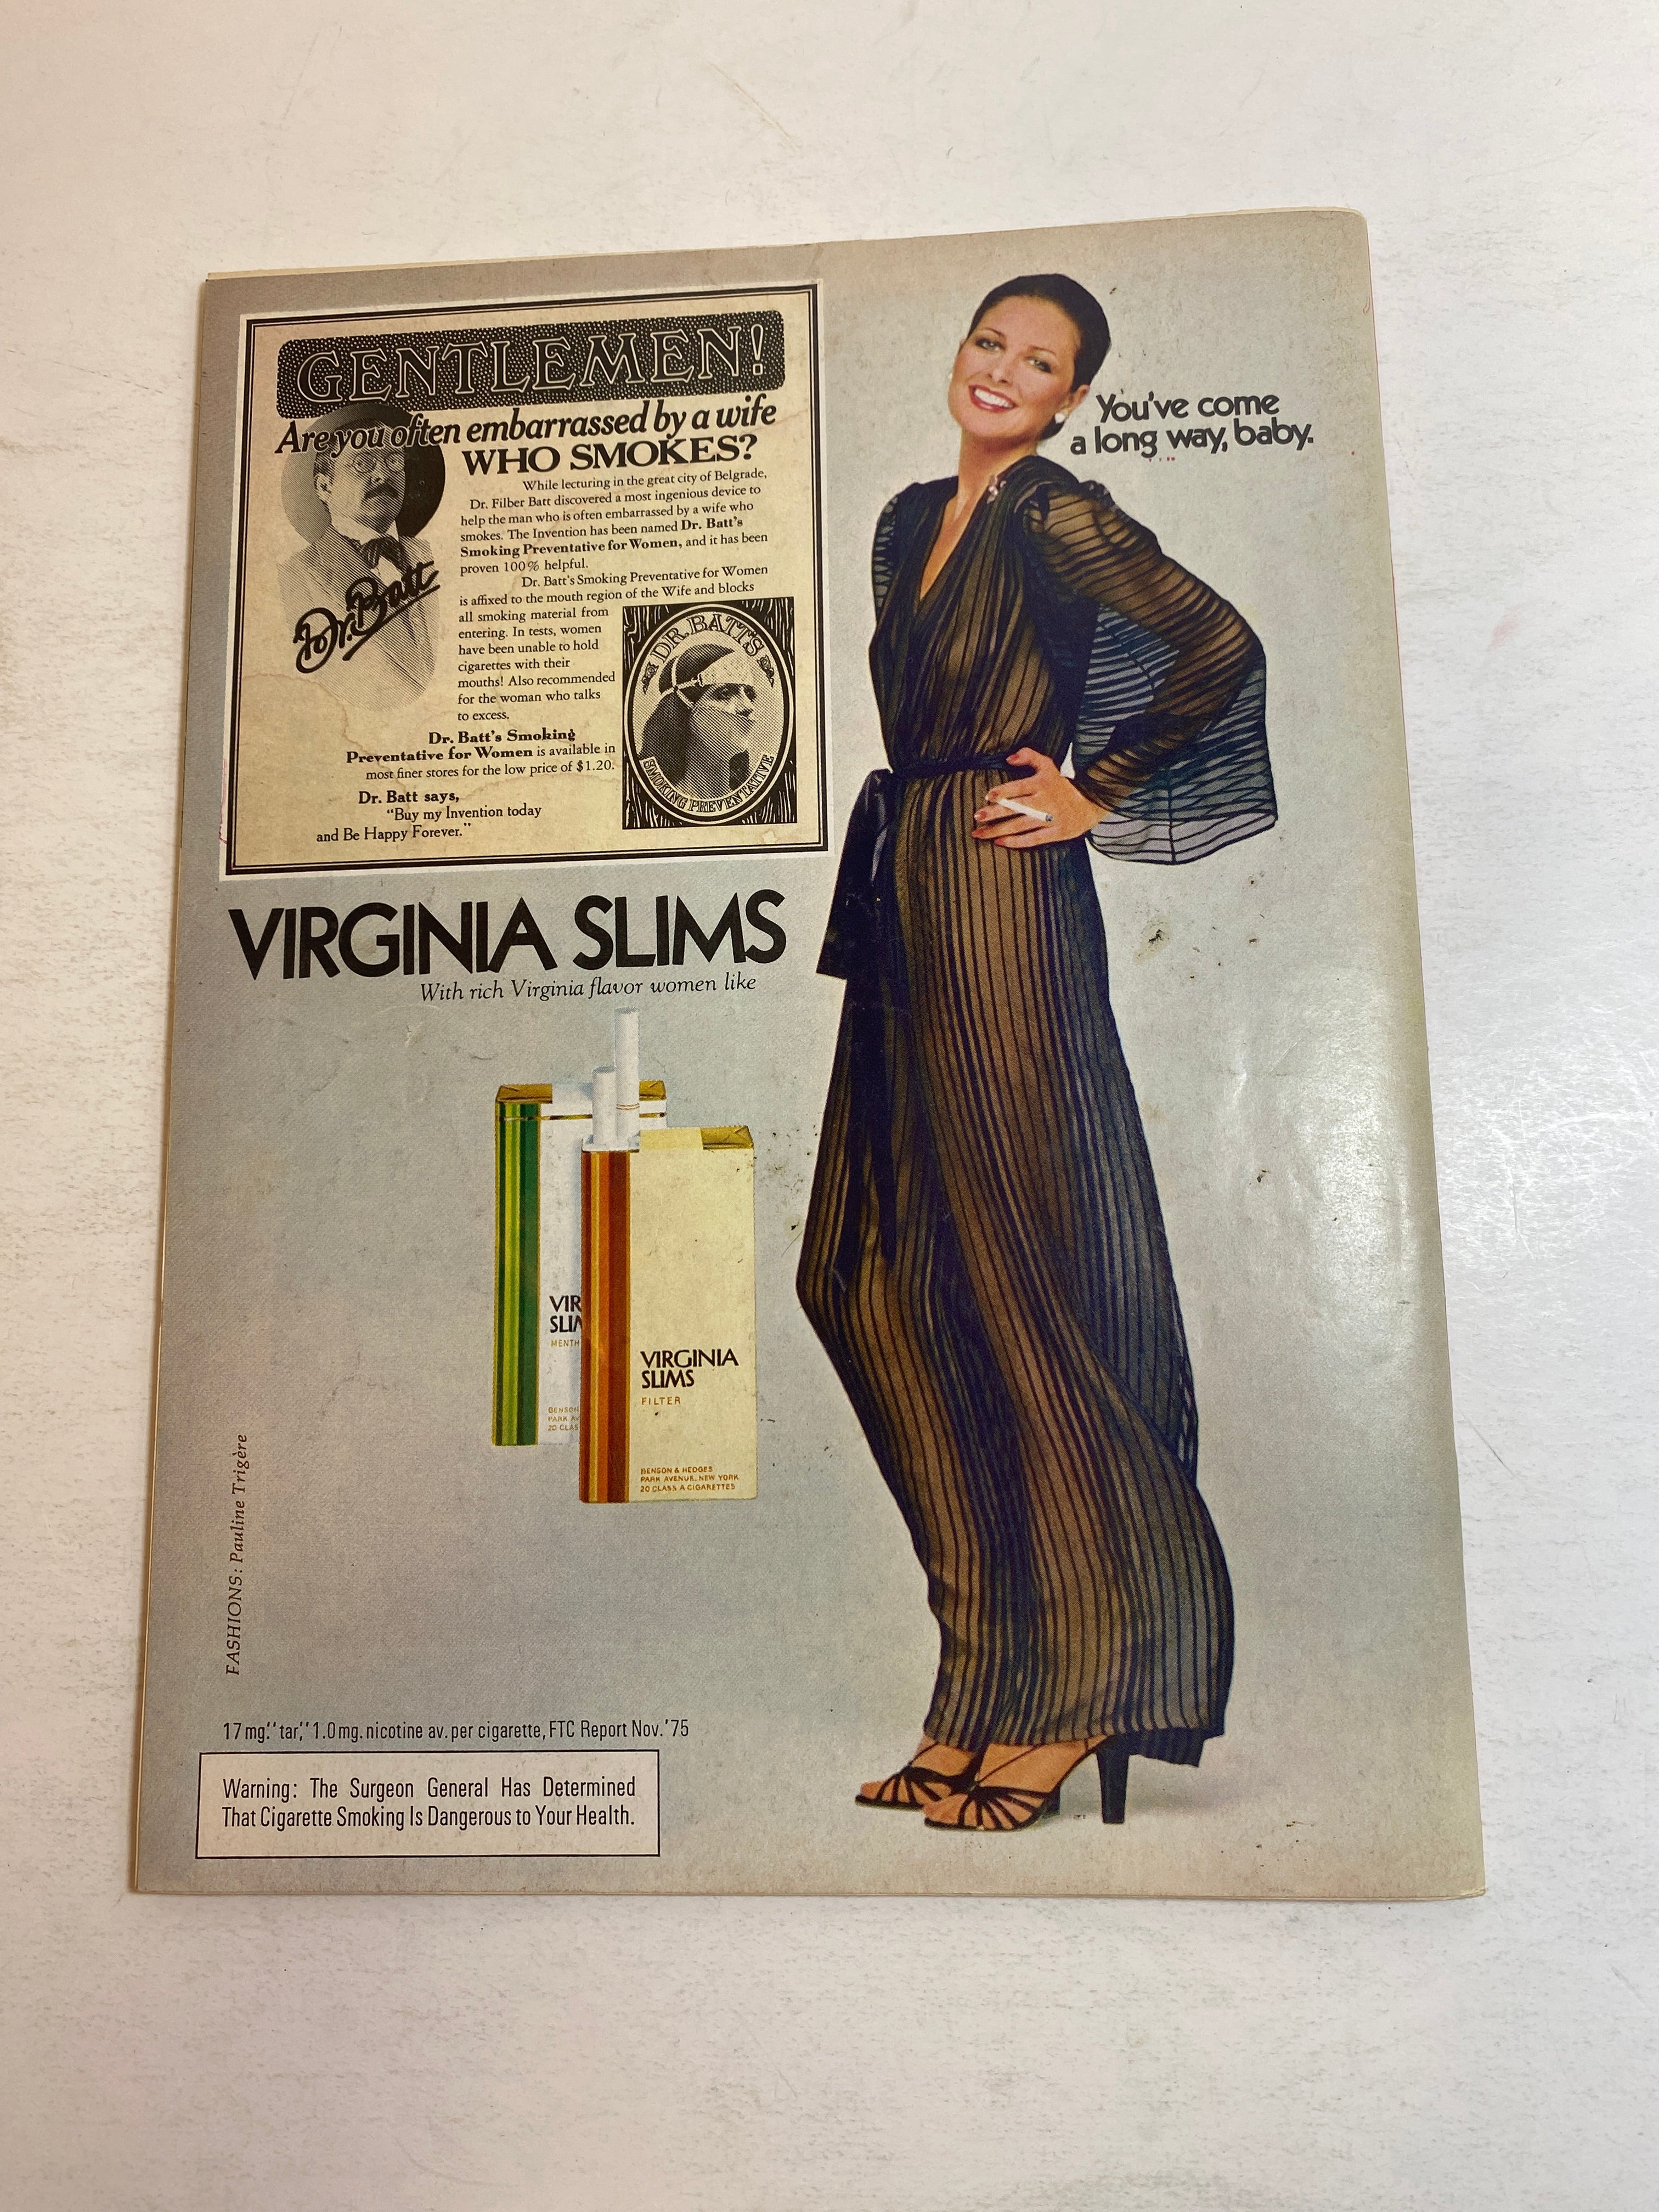 GENTLEMEN!
Are you often embarrassed by a wife
WHO SMOKES?
While lecturing in the great city of Belgrade,
Dr. Filber Batt discovered a most ingenious device to
help the man who is often embarrassed by a wife who
smokes. The Invention has been named Dr. Batt's
Smoking Preventative for Women, and it has been
proven 100% helpful.
Dr. Batt's Smoking Preventative for Women
is affixed to the mouth region of the Wife and blocks
all smoking material from
entering. In tests, women
have been unable to hold
cigarettes with their
mouths! Also recommended
for the woman who talks
to excess.
Dr. Batt's Smoking
Preventative for Women is available in
most finer stores for the low price of $1.20.
Dr. Batt says,
"Buy my Invention today
and Be Happy Forever."
Dr. Batt
DR. BATT'S
SMOKING PREVENTATIVE
You've come
a long way, baby.
VIRGINIA SLIMS
With rich Virginia flavor women like
VIR
SLIM
MENTH
BENSON
PARK AV
20 CLAS
VIRGINIA
SLIMS
FILTER
BENSON & HEDGES
PARK AVENUE, NEW YORK
20 CLASS A CIGARETTES
FASHIONS: Pauline Trigère
17 mg. "tar," 1.0 mg. nicotine av. per cigarette, FTC Report Nov. '75
Warning: The Surgeon General Has Determined
That Cigarette Smoking Is Dangerous to Your Health.